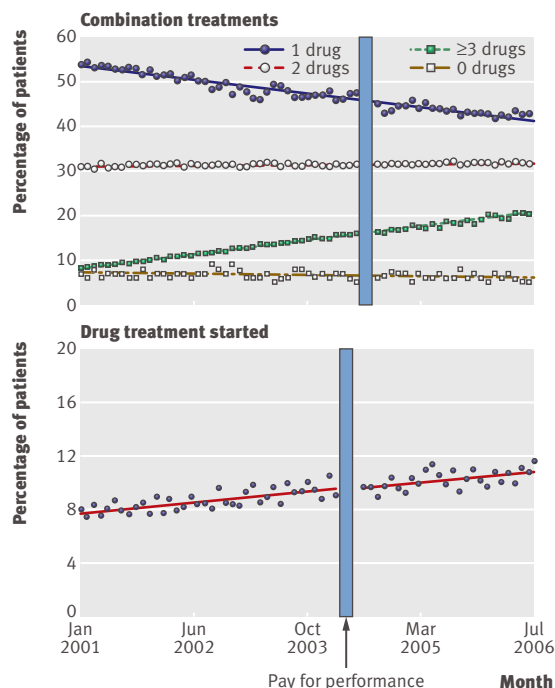 Combination treatments
Percentage of patients
60
50
40
30
20
10
0
1 drug
2 drugs
≥3 drugs
0 drugs
Drug treatment started
Percentage of patients
20
16
12
8
4
0
Jan
2001
Jun
2002
Oct
2003
Mar
2005
Jul
2006
Pay for performance
Month